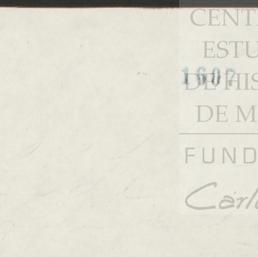 CENT
ESTU
1607
DE HIS
DE M
FUND
Carl